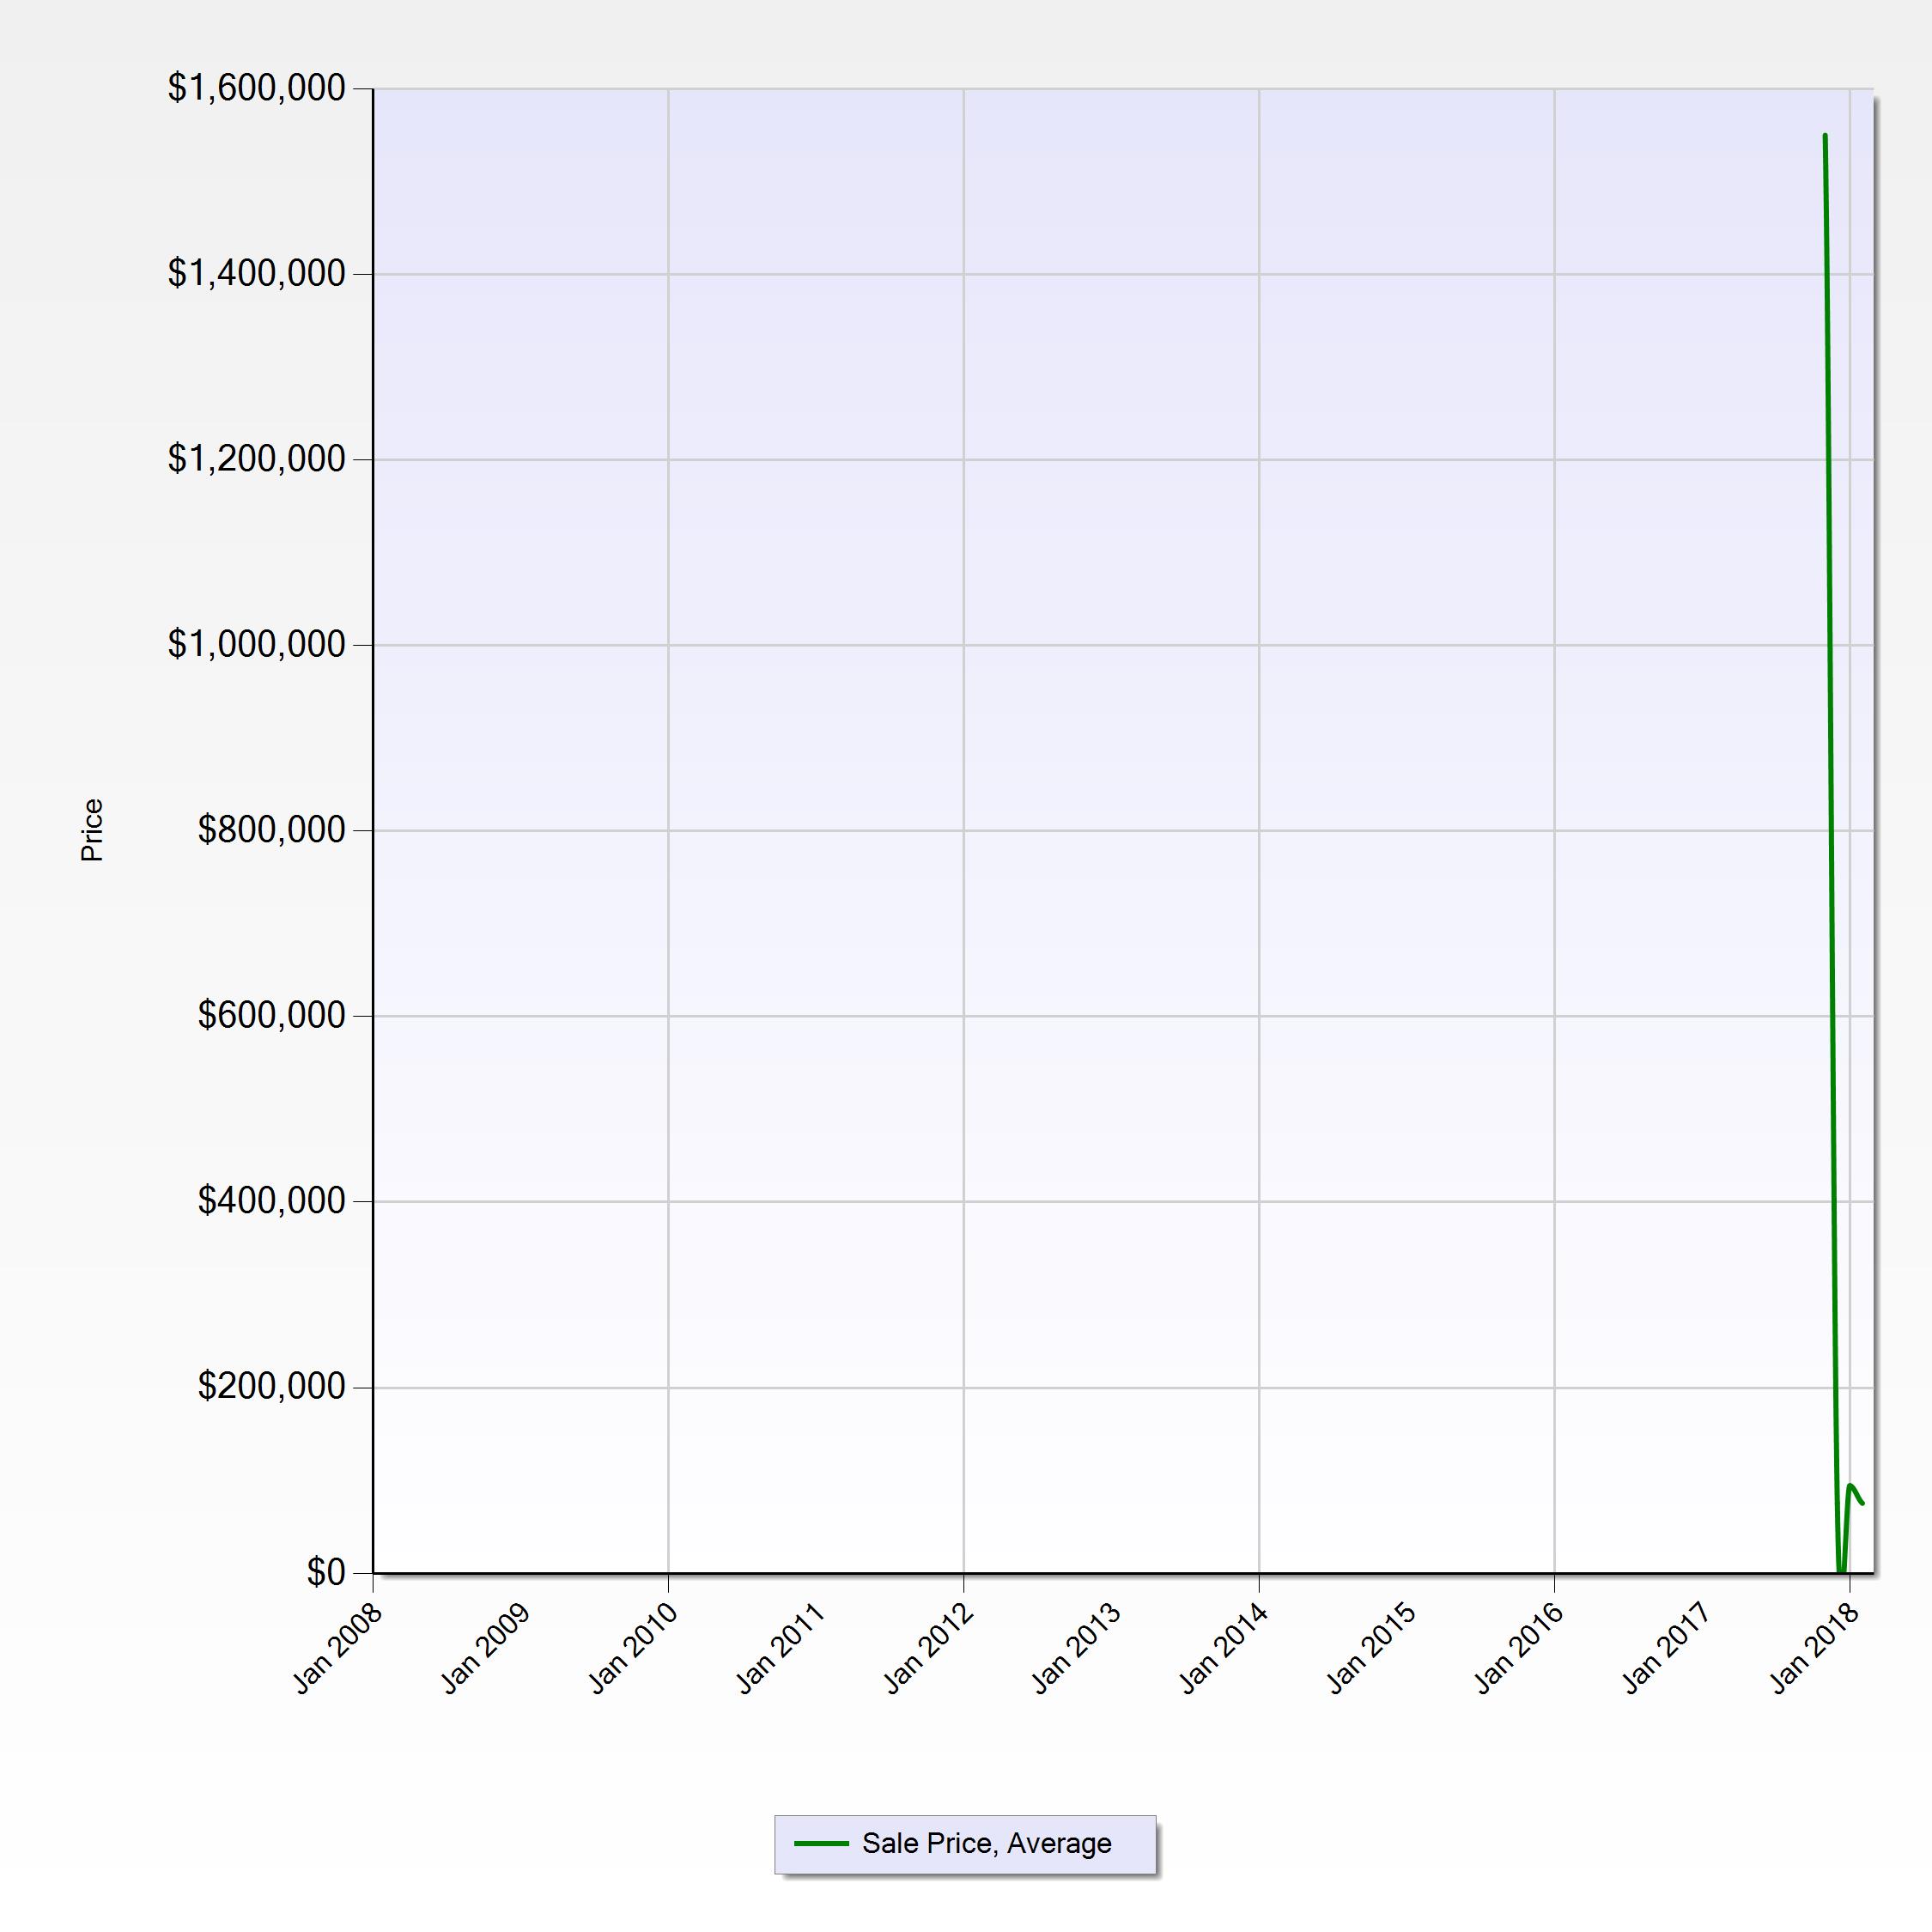 $1,600,000
$1,400,000
$1,200,000
$1,000,000
$800,000
$600,000
$400,000
$200,000
$0
Price
Jan 2008
Jan 2009
Jan 2010
Jan 2011
Jan 2012
Jan 2013
Jan 2014
Jan 2015
Jan 2016
Jan 2017
Jan 2018
Sale Price, Average